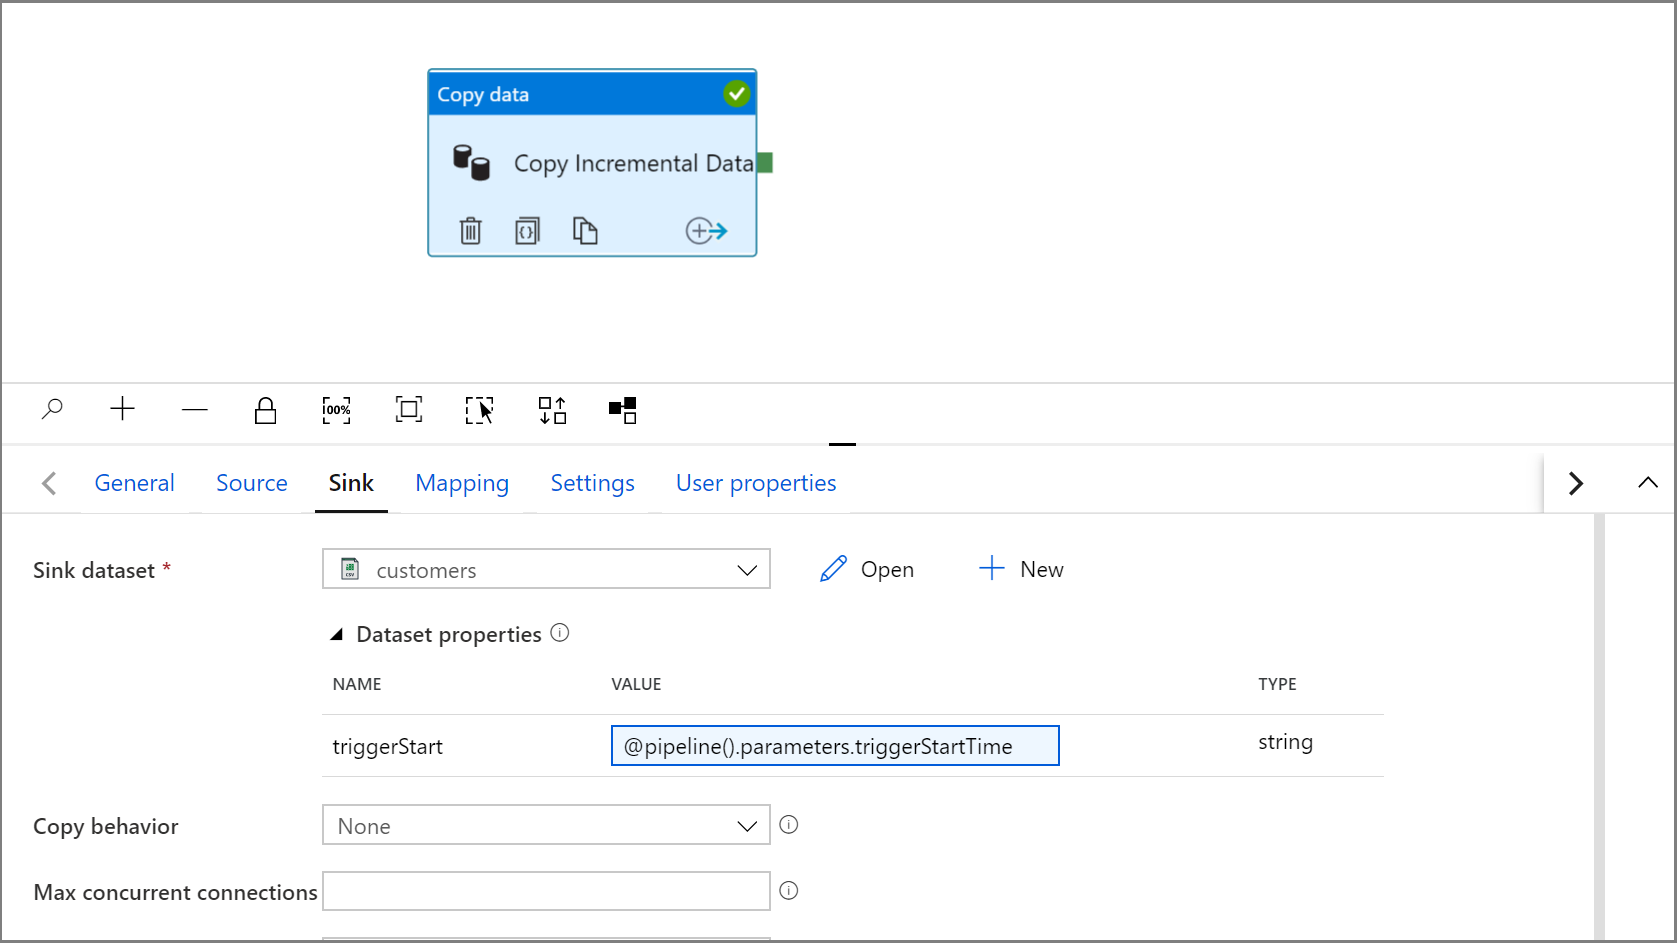 Copy data
Copy Incremental Data
100%
General Source Sink Mapping Settings User properties
Sink dataset * customers Open New
Dataset properties
NAME VALUE TYPE
triggerStart @pipeline().parameters.triggerStartTime string
Copy behavior None
Max concurrent connections